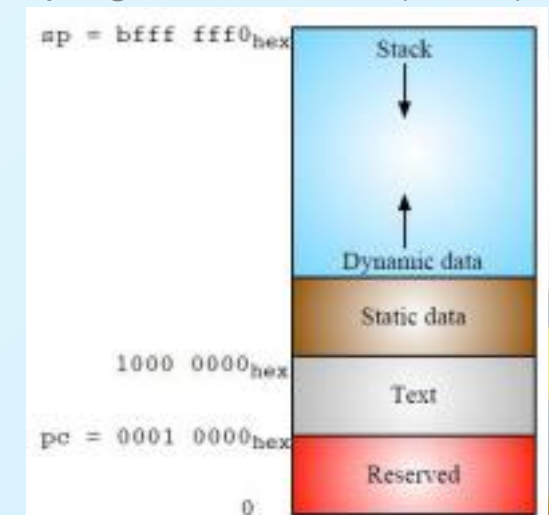 sp = bfff fff0hex
Stack
Dynamic data
Static data
1000 0000hex
Text
pc = 0001 0000hex
Reserved
0